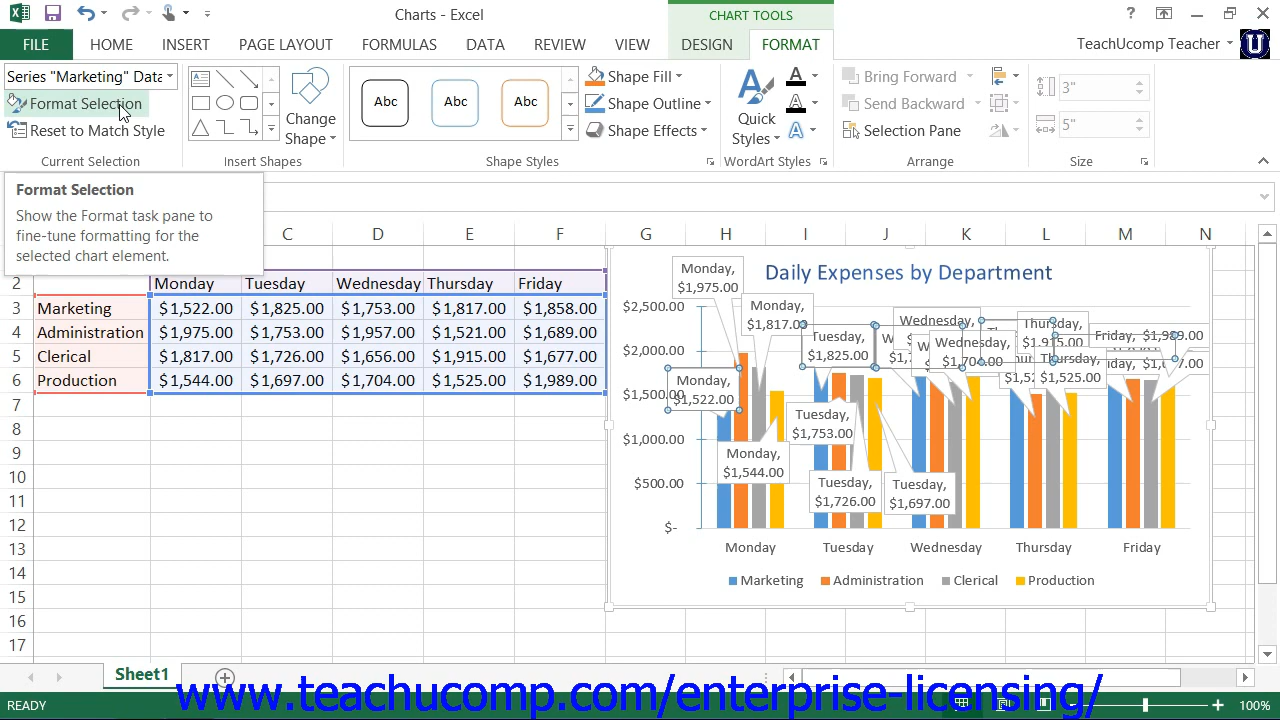 Charts - Excel
CHART TOOLS
?
FILE HOME INSERT PAGE LAYOUT FORMULAS DATA REVIEW VIEW DESIGN FORMAT
TeachUcomp Teacher
U
Series "Marketing" Data
Format Selection
Reset to Match Style
Current Selection
Change
Shape
Insert Shapes
Abc Abc Abc
Shape Fill
Shape Outline
Shape Effects
Shape Styles
Quick
Styles
WordArt Styles
Bring Forward
Send Backward
Selection Pane
Arrange
3"
5"
Size
Format Selection
Show the Format task pane to
fine-tune formatting for the
selected chart element.
C D E F G H I J K L M N
2 Monday Tuesday Wednesday Thursday Friday
3 Marketing $1,522.00 $1,825.00 $1,753.00 $1,817.00 $1,858.00
4 Administration $1,975.00 $1,753.00 $1,957.00 $1,521.00 $1,689.00
5 Clerical $1,817.00 $1,726.00 $1,656.00 $1,915.00 $1,677.00
6 Production $1,544.00 $1,697.00 $1,704.00 $1,525.00 $1,989.00
7
8
9
10
11
12
13
14
15
16
17
Daily Expenses by Department
$2,500.00
$2,000.00
$1,500.00
$1,000.00
$500.00
$-
Monday,
$1,975.00
Monday,
$1,817.00
Monday,
$1,522.00
Monday,
$1,544.00
Tuesday,
$1,825.00
Tuesday,
$1,753.00
Tuesday,
$1,726.00
Tuesday,
$1,697.00
Wednesday,
Wednesday,
$1,704.00
Thursday,
$1,915.00
Thursday,
$1,525.00
Friday, $1,989.00
Monday Tuesday Wednesday Thursday Friday
Marketing Administration Clerical Production
Sheet1
www.teachucomp.com/enterprise-licensing/
READY
100%